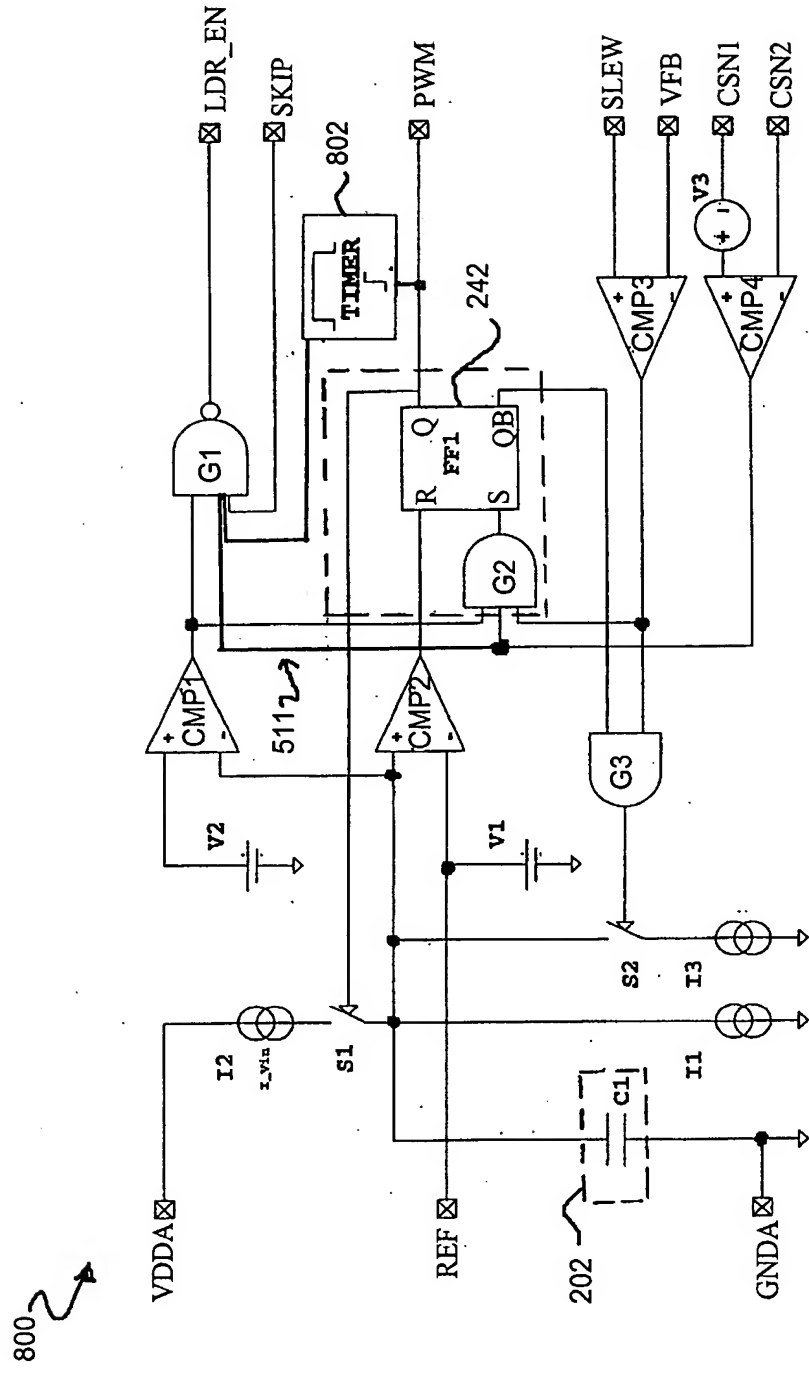 800
VDDA
REF
GNDA
202
C1
I2
I_vin
S1
I1
S2
I3
V2
V1
+
-
CMP1
+
-
CMP2
511
G3
G1
G2
R
Q
FF1
S
QB
242
TIMER
802
+
-
CMP3
+
-
CMP4
+
-
V3
LDR_EN
SKIP
PWM
SLEW
VFB
CSN1
CSN2